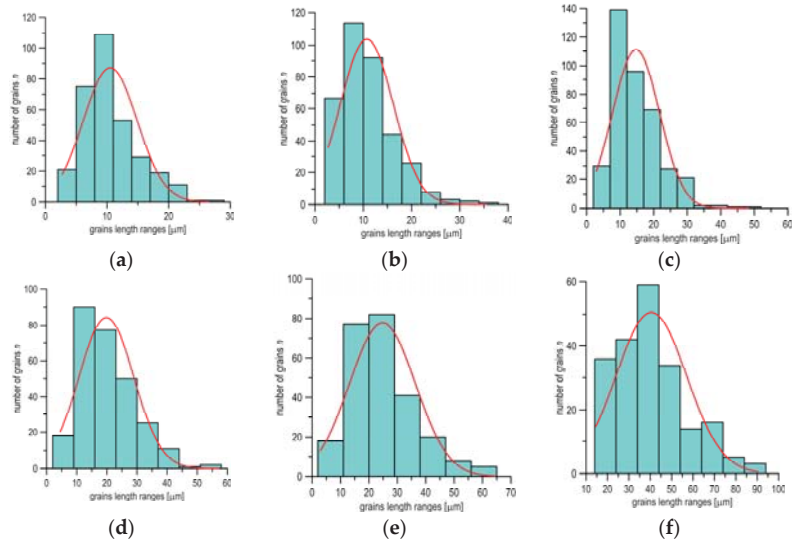 120
100
80
60
40
20
0
0 10 20 30
number of grains n
grains length ranges [µm]
(a)
120
100
80
60
40
20
0
0 10 20 30 40
number of grains n
grains length ranges [µm]
(b)
140
120
100
80
60
40
20
0
0 10 20 30 40 50 60
number of grains n
grains length ranges [µm]
(c)
100
80
60
40
20
0
0 10 20 30 40 50 60
number of grains n
grains length ranges [µm]
(d)
100
80
60
40
20
0
0 10 20 30 40 50 60 70
number of grains n
grains length ranges [µm]
(e)
60
40
20
0
10 20 30 40 50 60 70 80 90 100
number of grains n
grains length ranges [µm]
(f)